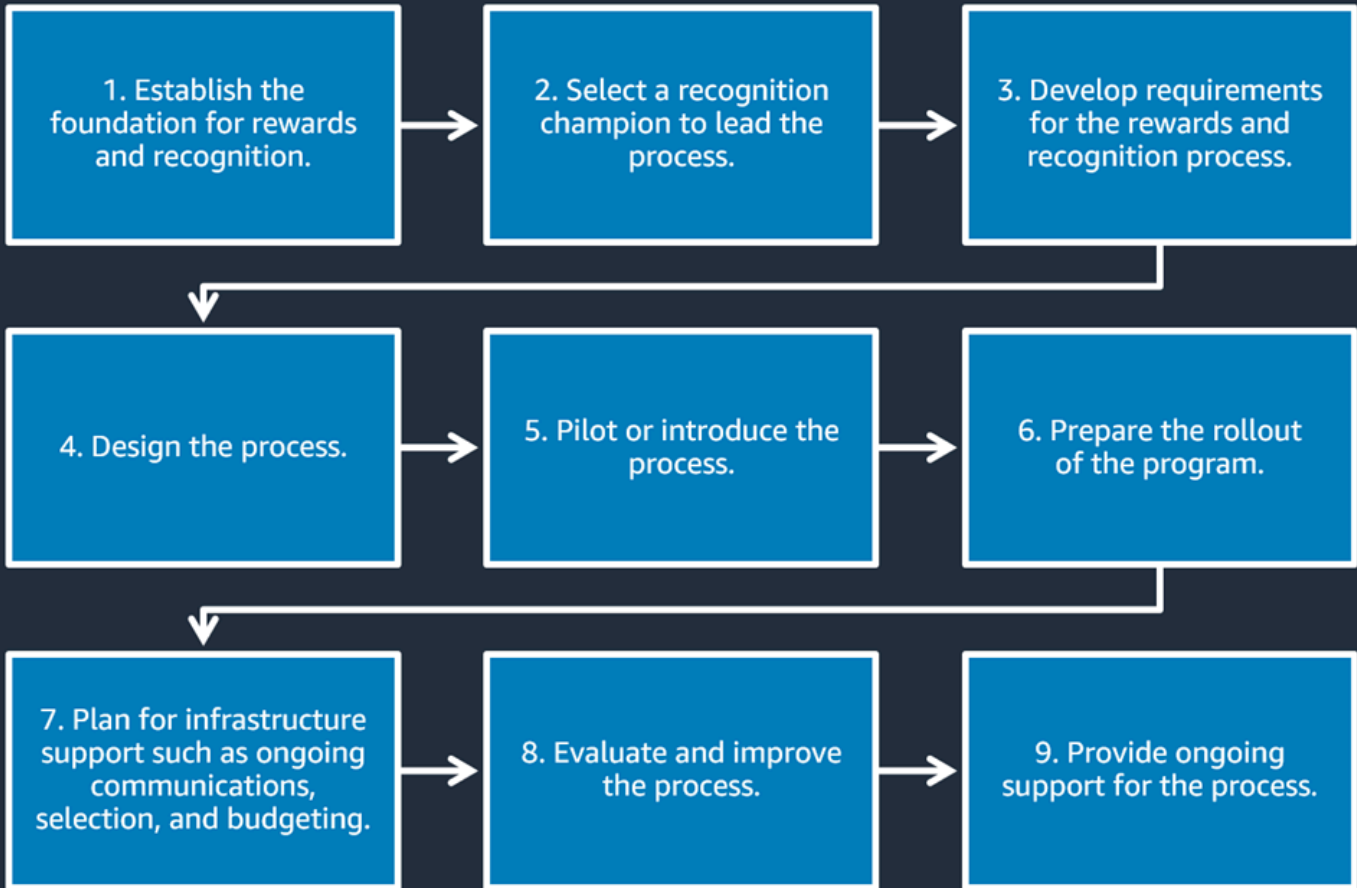 1. Establish the
foundation for rewards
and recognition.
2. Select a recognition
champion to lead the
process.
3. Develop requirements
for the rewards and
recognition process.
4. Design the process.
5. Pilot or introduce the
process.
6. Prepare the rollout
of the program.
7. Plan for infrastructure
support such as ongoing
communications,
selection, and budgeting.
8. Evaluate and improve
the process.
9. Provide ongoing
support for the process.